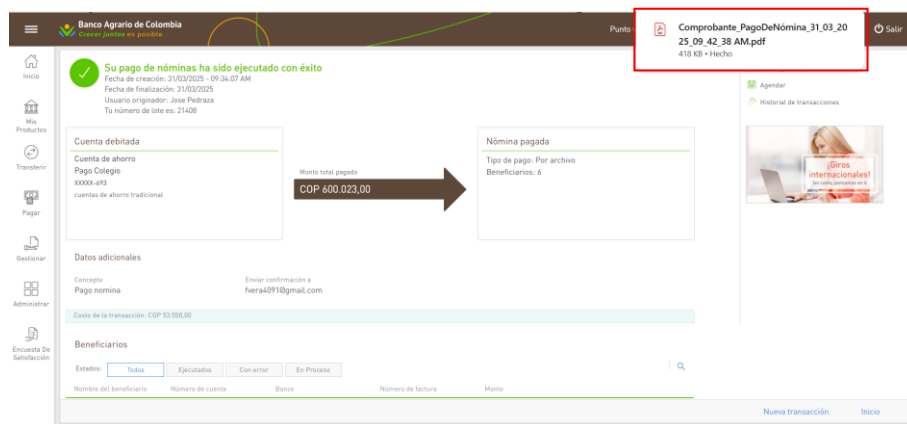 Banco Agrario de Colombia
Crecer juntos es posible
Punto
Comprobante_PagoDeNómina_31_03_20
25_09_42_38 AM.pdf
418 KB • Hecho
Salir
Inicio
Mis
Productos
Transferir
Pagar
Gestionar
Administrar
Encuesta De
Satisfacción
Su pago de nóminas ha sido ejecutado con éxito
Fecha de creación: 31/03/2025 - 09:34:07 AM
Fecha de finalización: 31/03/2025
Usuario originador: Jose Pedraza
Tu número de lote es: 21408
Agendar
Historial de transacciones
Cuenta debitada
Cuenta de ahorro
Pago Colegio
XXXXX-693
cuentas de ahorro tradicional
Monto total pagado
COP 600.023,00
Nómina pagada
Tipo de pago: Por archivo
Beneficiarios: 6
¡Giros
internacionales!
Datos adicionales
Concepto
Pago nomina
Enviar confirmación a
fvera4091@gmail.com
Costo de la transacción: COP 53.550,00
Beneficiarios
Estados:
Todos
Ejecutados
Con error
En Proceso
Nombre del beneficiario
Número de cuenta
Banco
Número de factura
Monto
Nueva transacción
Inicio